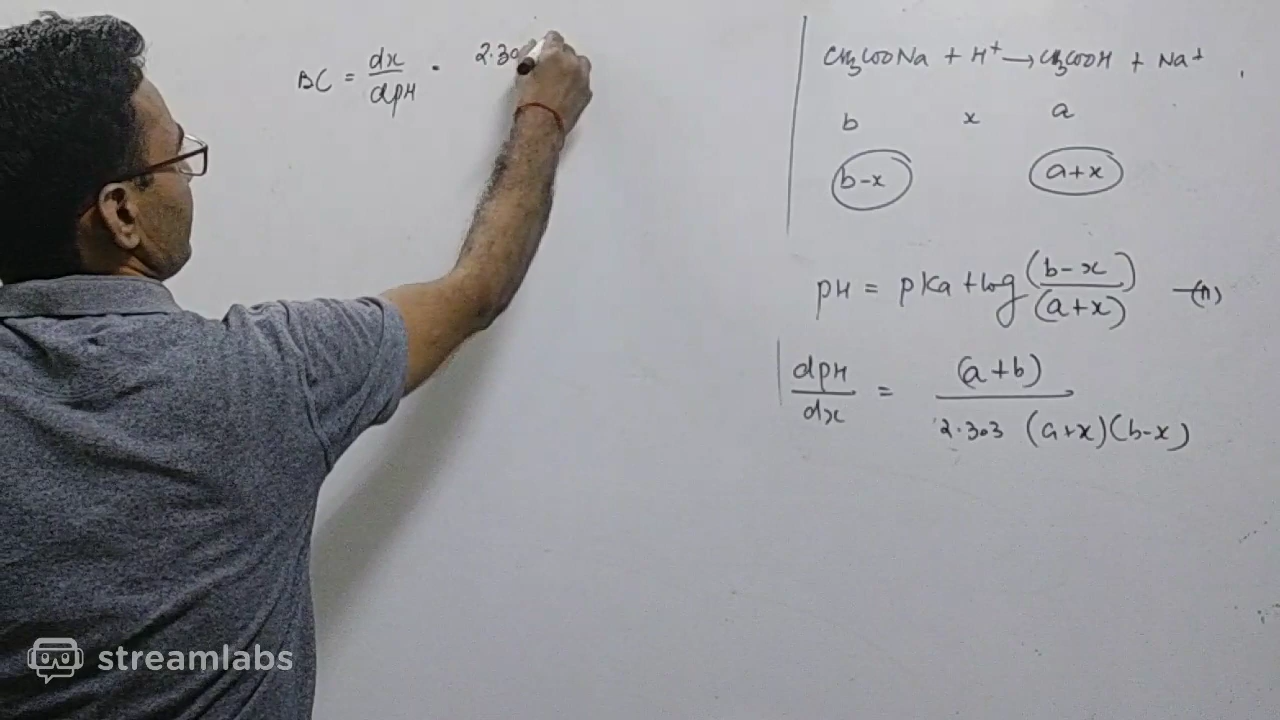 BC = dx/dpH = 2.30
CH3COONa + H+ → CH3COOH + Na+
b x a
b-x a+x
pH = pKa + log (b-x)/(a+x) —(1)
dpH/dx = (a+b)/2.303 (a+x)(b-x)
streamlabs